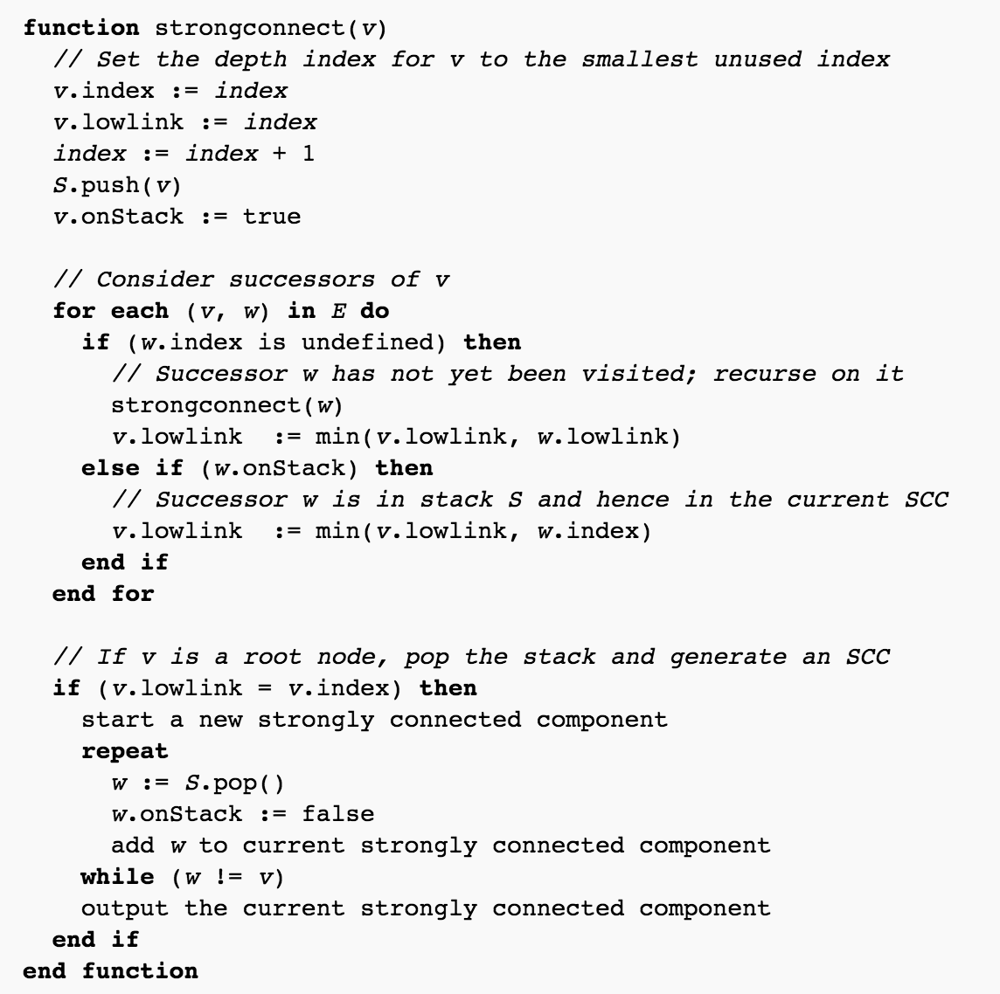 function strongconnect(v)
// Set the depth index for v to the smallest unused index
v.index := index
v.lowlink := index
index := index + 1
S.push(v)
v.onStack := true
// Consider successors of v
for each (v, w) in E do
if (w.index is undefined) then
// Successor w has not yet been visited; recurse on it
strongconnect(w)
v.lowlink  := min(v.lowlink, w.lowlink)
else if (w.onStack) then
// Successor w is in stack S and hence in the current SCC
v.lowlink  := min(v.lowlink, w.index)
end if
end for
// If v is a root node, pop the stack and generate an SCC
if (v.lowlink = v.index) then
start a new strongly connected component
repeat
w := S.pop()
w.onStack := false
add w to current strongly connected component
while (w != v)
output the current strongly connected component
end if
end function